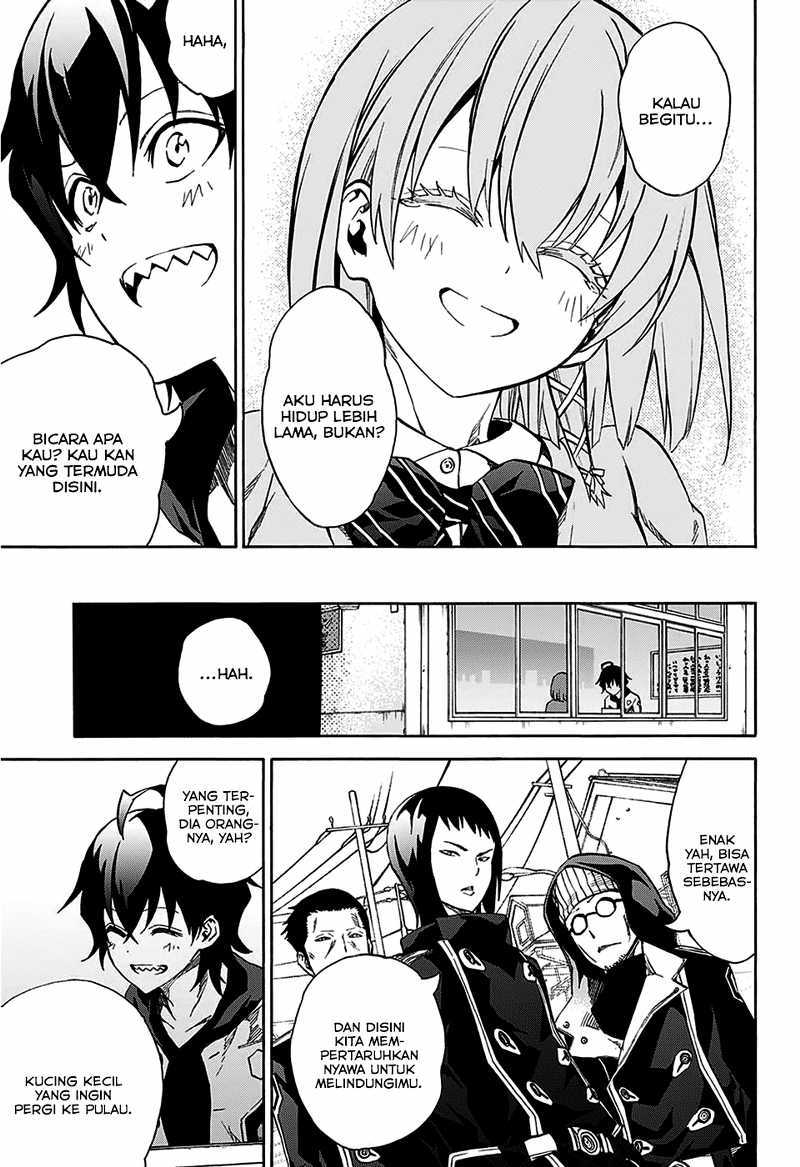 KALAU
BEGITU...
AKU HARUS
HIDUP LEBIH
LAMA, BUKAN?
HAHA,
BICARA APA
KAU? KAU KAN
YANG TERMUDA
DISINI.
...HAH.
ENAK
YAH, BISA
TERTAWA
SEBEBAS-
NYA.
DAN DISINI
KITA MEM-
PERTARUHKAN
NYAWA UNTUK
MELINDUNGIMU.
YANG TER-
PENTING,
DIA ORANG-
NYA, YAH?
KUCING KECIL
YANG INGIN
PERGI KE PULAU.